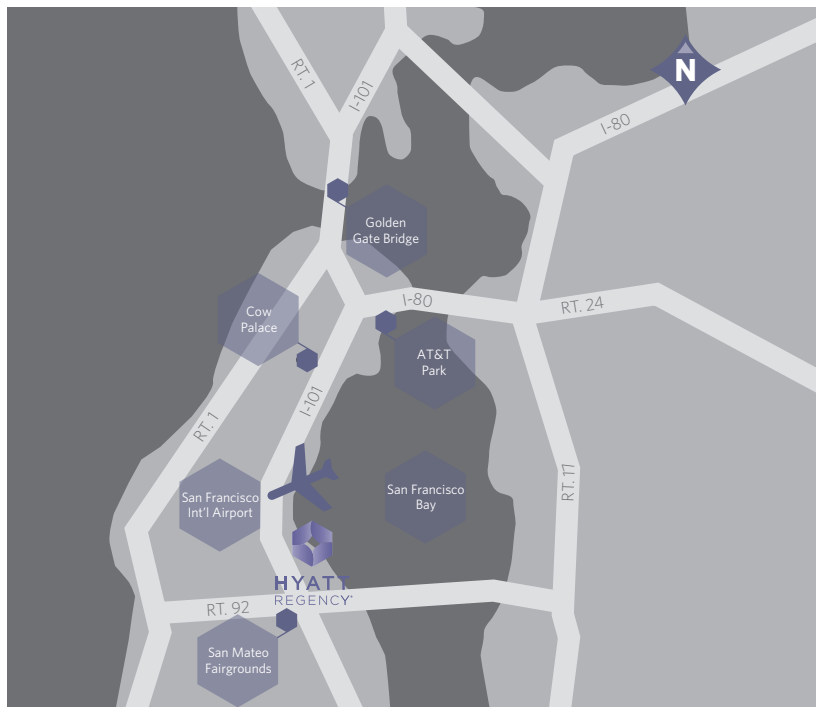 N
RT. 1
I-101
I-80
Golden
Gate Bridge
I-80
RT. 24
Cow
Palace
AT&T
Park
I-101
RT. 1
RT. 17
San Francisco
Int'l Airport
San Francisco
Bay
HYATT
REGENCY
RT. 92
San Mateo
Fairgrounds